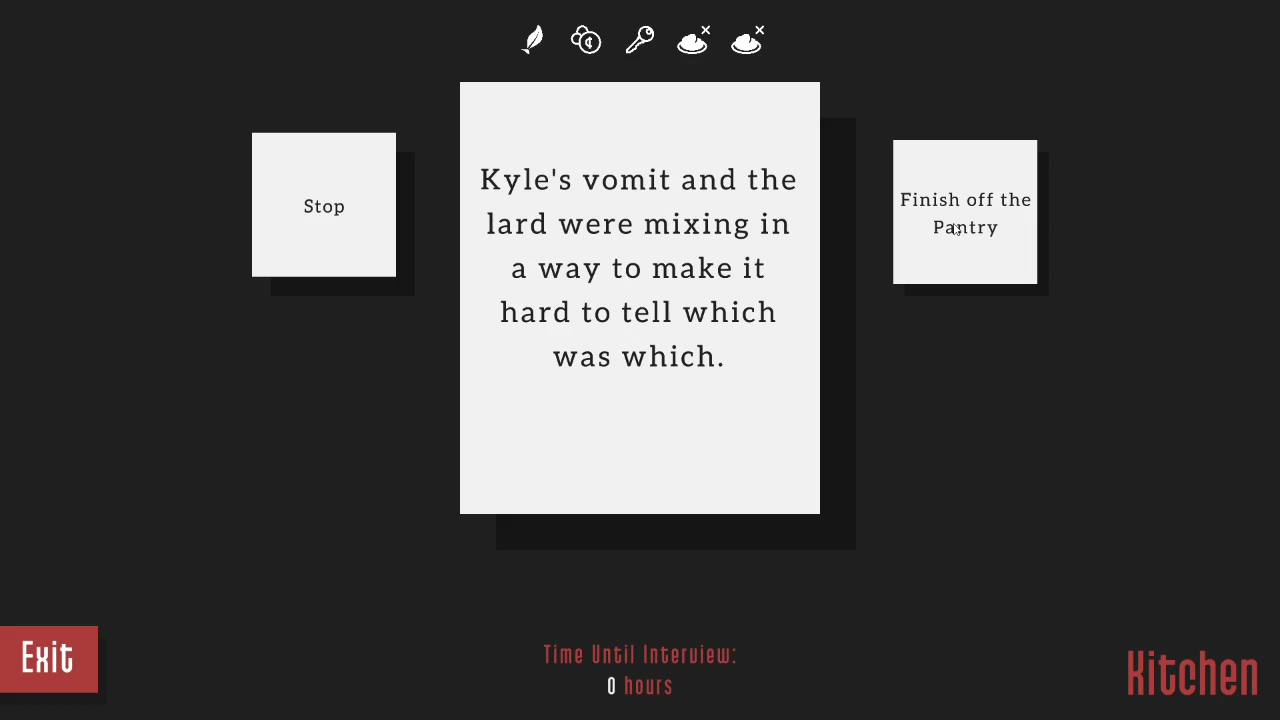 Kyle's vomit and the
lard were mixing in
a way to make it
hard to tell which
was which.
Stop
Finish off the
Pantry
Exit
Time Until Interview:
0 hours
Kitchen